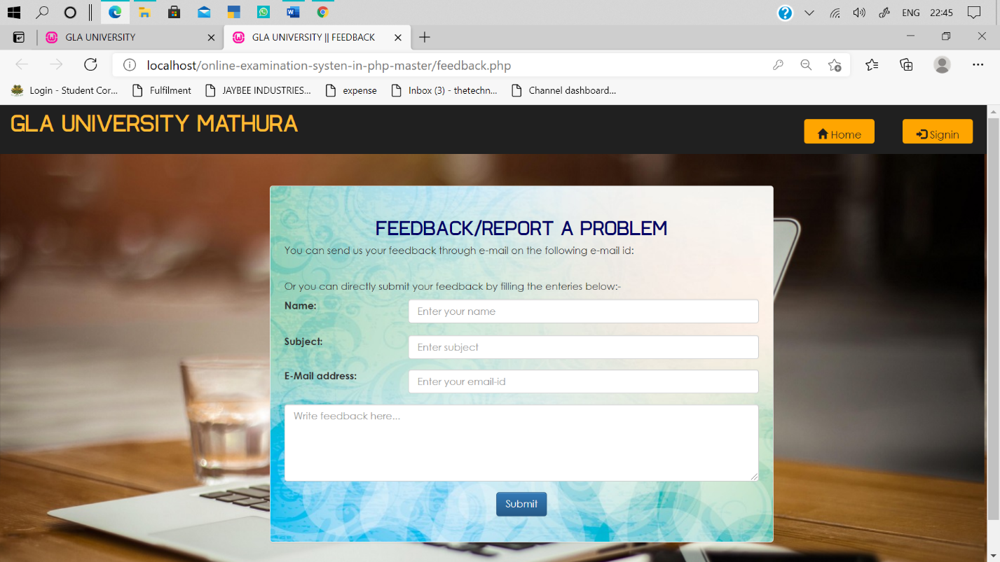 ENG 22:45
GLA UNIVERSITY
GLA UNIVERSITY || FEEDBACK
localhost/online-examination-systen-in-php-master/feedback.php
Login - Student Cor...
Fulfilment
JAYBEE INDUSTRIES...
expense
Inbox (3) - thetechn...
Channel dashboard...
GLA UNIVERSITY MATHURA
Home
Signin
FEEDBACK/REPORT A PROBLEM
You can send us your feedback through e-mail on the following e-mail id:
Or you can directly submit your feedback by filling the enteries below:-
Name:
Enter your name
Subject:
Enter subject
E-Mail address:
Enter your email-id
Write feedback here...
Submit